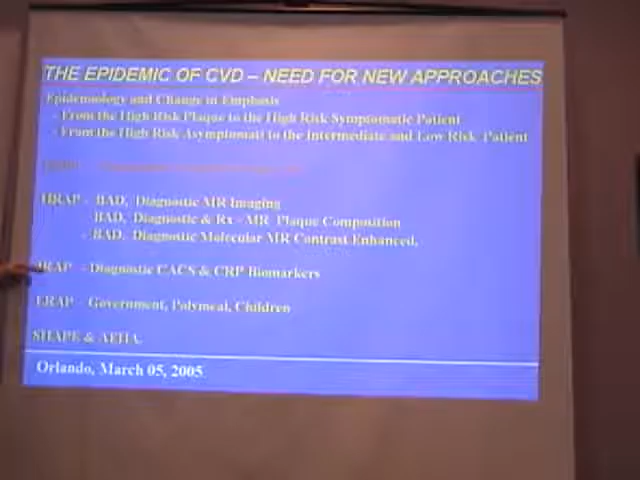 THE EPIDEMIC OF CVD – NEED FOR NEW APPROACHES
Epidemiology and Change in Emphasis
- From the High Risk Plaque to the High Risk Symptomatic Patient
- From the High Risk Asymptomatic to the Intermediate and Low Risk Patient
HRAP - BAD, Diagnostic MR Imaging
BAD, Diagnostic & Rx - MR Plaque Composition
- BAD, Diagnostic Molecular MR Contrast Enhanced,
IRAP - Diagnostic CACS & CRP Biomarkers
LRAP - Government, Polymeal, Children
SHAPE & AEHA
Orlando, March 05, 2005